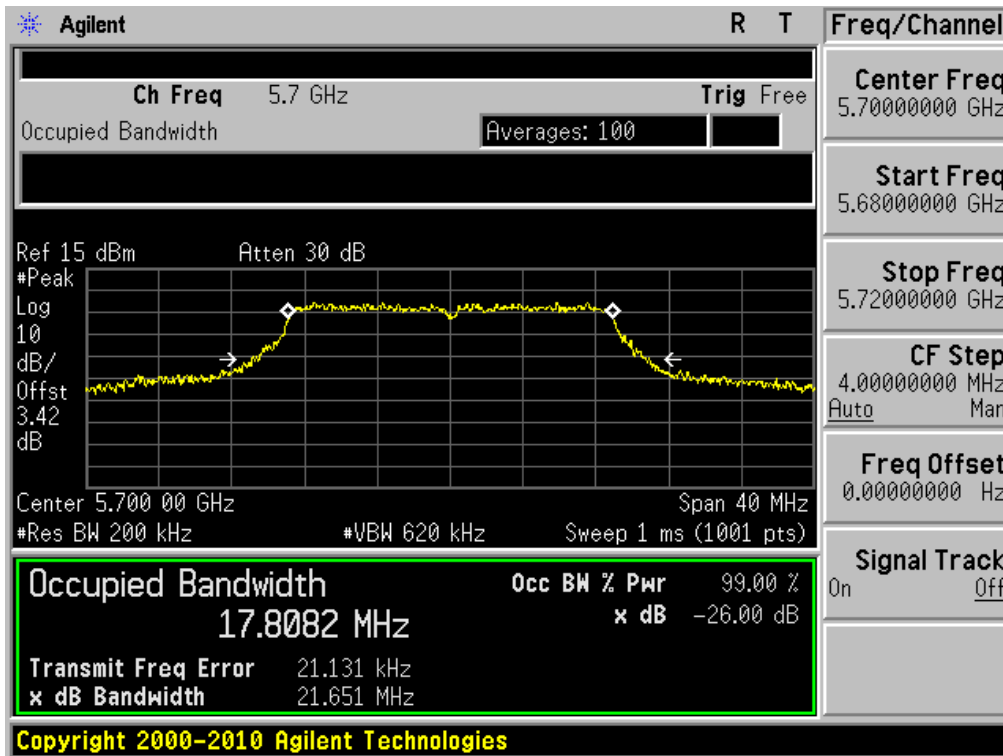 Agilent R T Freq/Channel
Ch Freq 5.7 GHz Trig Free
Occupied Bandwidth Averages: 100
Center Freq
5.70000000 GHz
Start Freq
5.68000000 GHz
Stop Freq
5.72000000 GHz
CF Step
4.00000000 MHz
Auto Man
Freq Offset
0.00000000 Hz
Signal Track
On Off
Ref 15 dBm Atten 30 dB
#Peak
Log
10
dB/
Offst
3.42
dB
Center 5.700 00 GHz Span 40 MHz
#Res BW 200 kHz #VBW 620 kHz Sweep 1 ms (1001 pts)
Occupied Bandwidth Occ BW % Pwr 99.00 %
17.8082 MHz x dB -26.00 dB
Transmit Freq Error 21.131 kHz
x dB Bandwidth 21.651 MHz
Copyright 2000-2010 Agilent Technologies